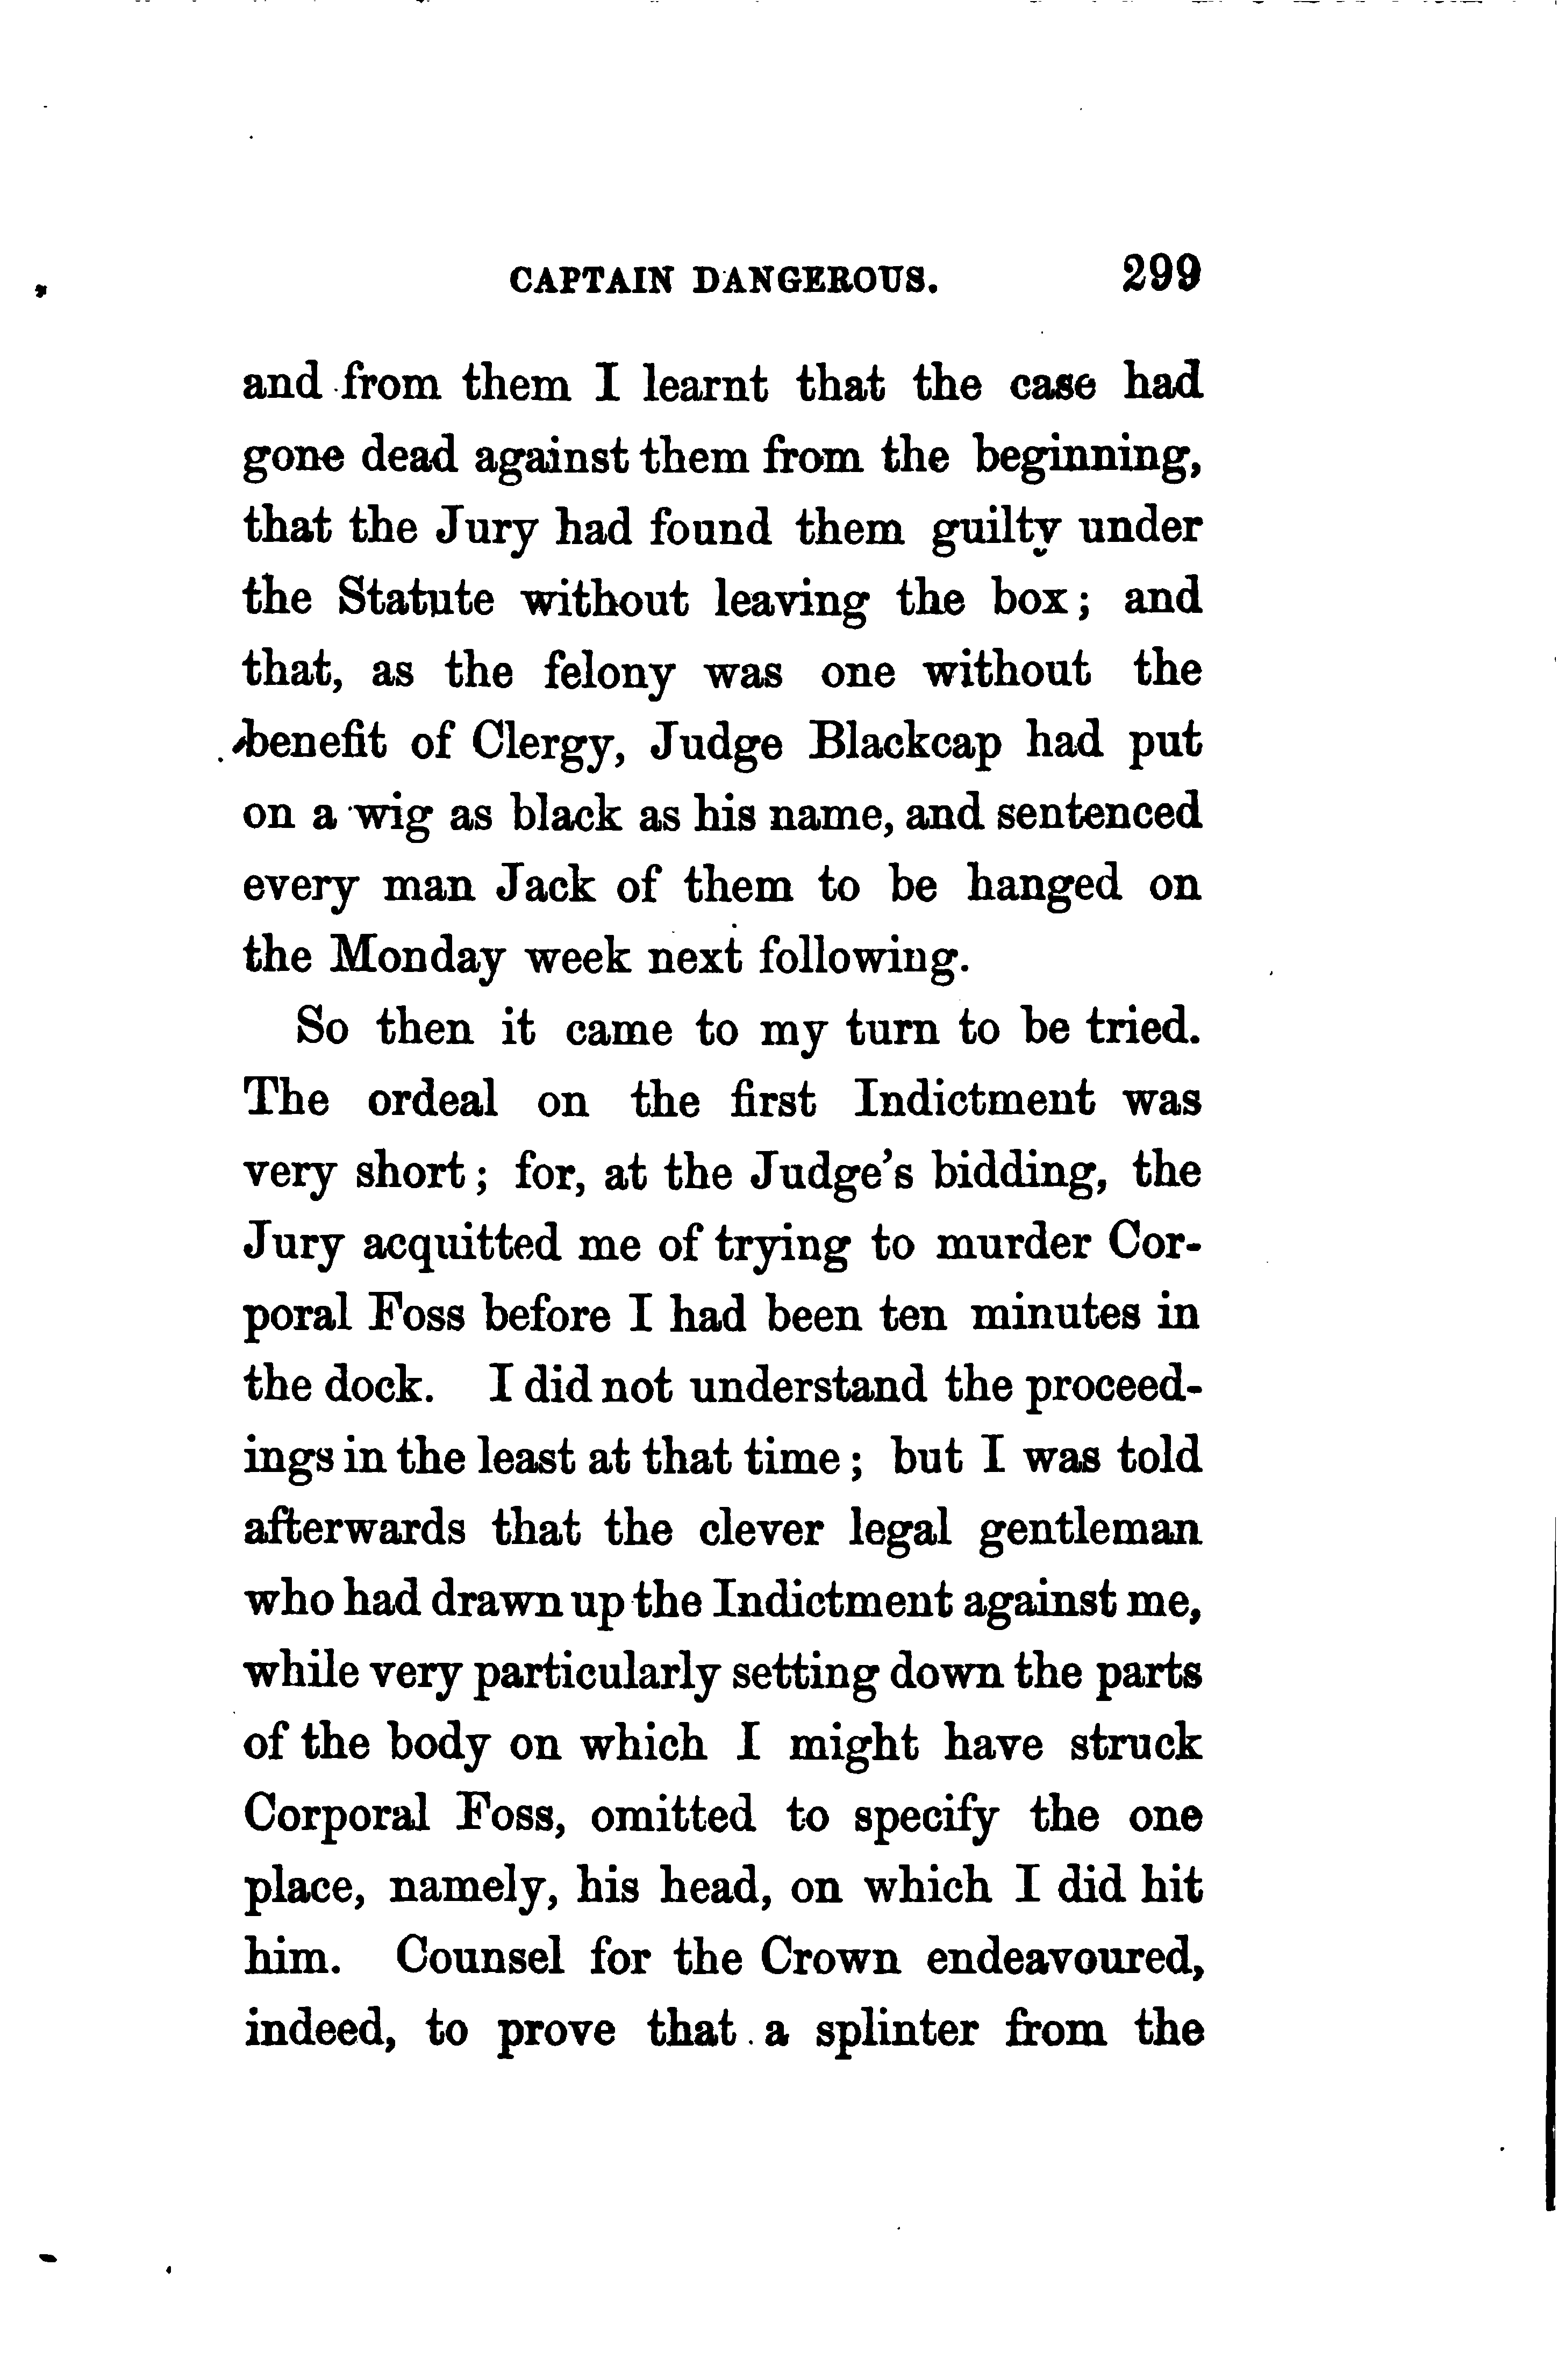 CAPTAIN DANGEROUS. 299
and from them I learnt that the case had
gone dead against them from the beginning,
that the Jury had found them guilty under
the Statute without leaving the box; and
that, as the felony was one without the
benefit of Clergy, Judge Blackcap had put
on a wig as black as his name, and sentenced
every man Jack of them to be hanged on
the Monday week next following.
So then it came to my turn to be tried.
The ordeal on the first Indictment was
very short; for, at the Judge's bidding, the
Jury acquitted me of trying to murder Cor-
poral Foss before I had been ten minutes in
the dock. I did not understand the proceed-
ings in the least at that time; but I was told
afterwards that the clever legal gentleman
who had drawn up the Indictment against me,
while very particularly setting down the parts
of the body on which I might have struck
Corporal Foss, omitted to specify the one
place, namely, his head, on which I did hit
him. Counsel for the Crown endeavoured,
indeed, to prove that a splinter from the